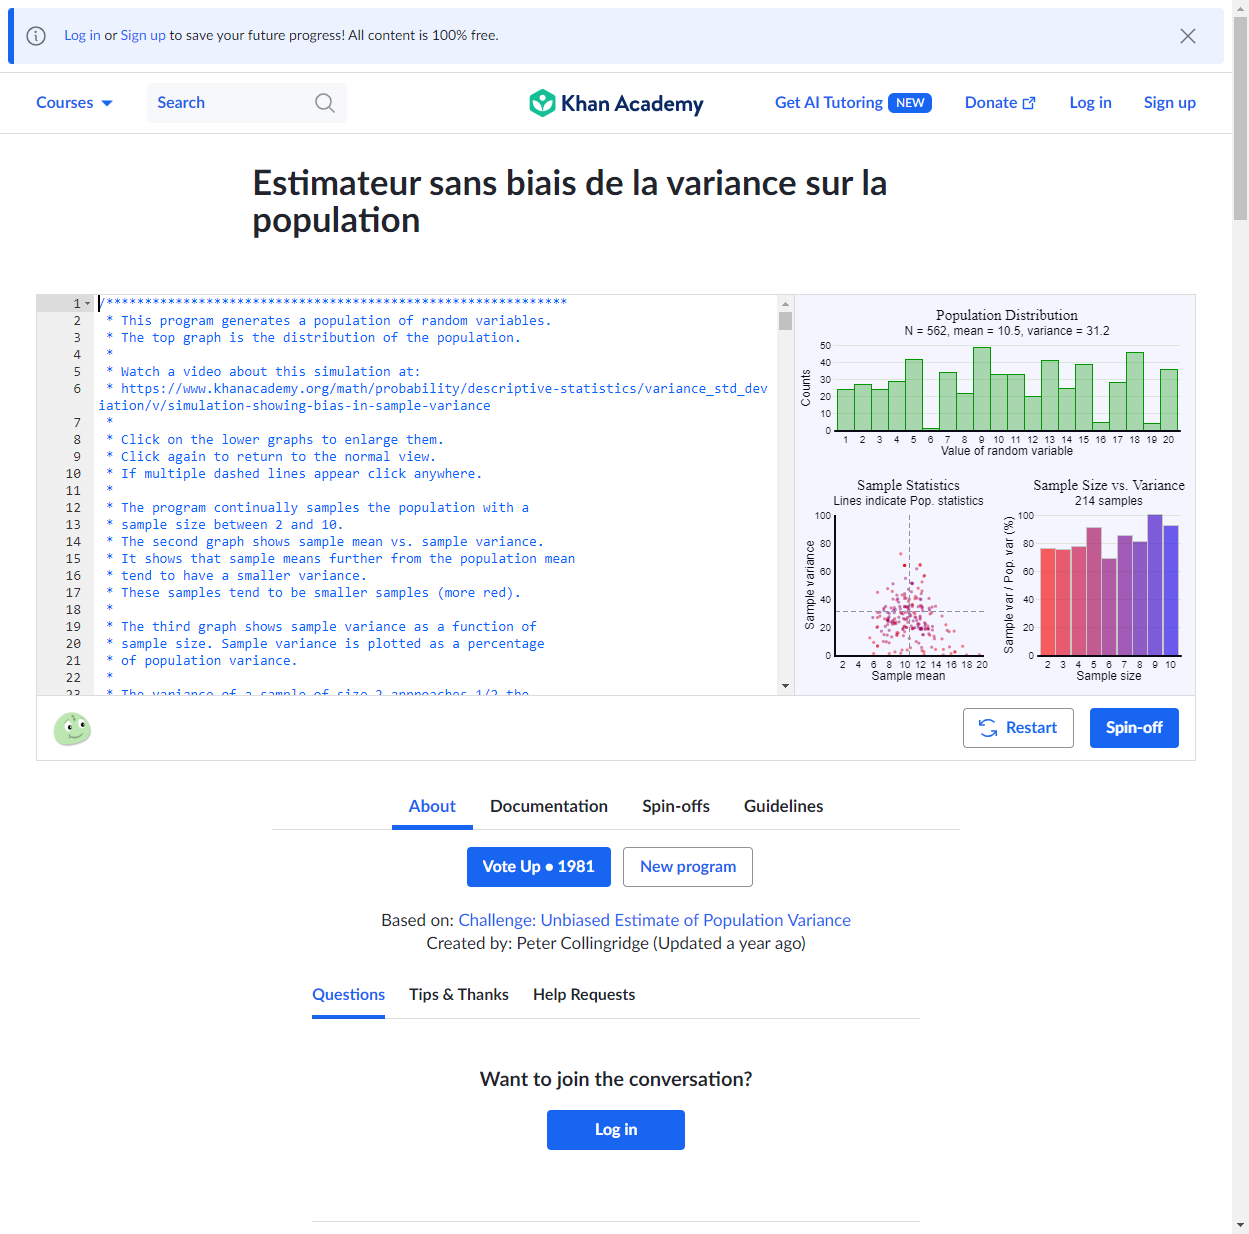 Log in or Sign up to save your future progress! All content is 100% free.
Courses
Search
Khan Academy
Get AI Tutoring NEW
Donate
Log in
Sign up
Estimateur sans biais de la variance sur la
population
1 /************************************************************
2 * This program generates a population of random variables.
3 * The top graph is the distribution of the population.
4 *
5 * Watch a video about this simulation at:
6 * https://www.khanacademy.org/math/probability/descriptive-statistics/variance_std_dev
iation/v/simulation-showing-bias-in-sample-variance
7 *
8 * Click on the lower graphs to enlarge them.
9 * Click again to return to the normal view.
10 * If multiple dashed lines appear click anywhere.
11 *
12 * The program continually samples the population with a
13 * sample size between 2 and 10.
14 * The second graph shows sample mean vs. sample variance.
15 * It shows that sample means further from the population mean
16 * tend to have a smaller variance.
17 * These samples tend to be smaller samples (more red).
18 *
19 * The third graph shows sample variance as a function of
20 * sample size. Sample variance is plotted as a percentage
21 * of population variance.
22 *
23 * The variance of a sample of size 2 approaches 1/2 the
Population Distribution
N = 562, mean = 10.5, variance = 31.2
Counts
50
40
30
20
10
0
1 2 3 4 5 6 7 8 9 10 11 12 13 14 15 16 17 18 19 20
Value of random variable
Sample Statistics
Lines indicate Pop. statistics
Sample variance
100
80
60
40
20
0
2 4 6 8 10 12 14 16 18 20
Sample mean
Sample Size vs. Variance
214 samples
Sample var / Pop. var (%)
100
80
60
40
20
0
2 3 4 5 6 7 8 9 10
Sample size
Restart
Spin-off
About
Documentation
Spin-offs
Guidelines
Vote Up • 1981
New program
Based on: Challenge: Unbiased Estimate of Population Variance
Created by: Peter Collingridge (Updated a year ago)
Questions
Tips & Thanks
Help Requests
Want to join the conversation?
Log in